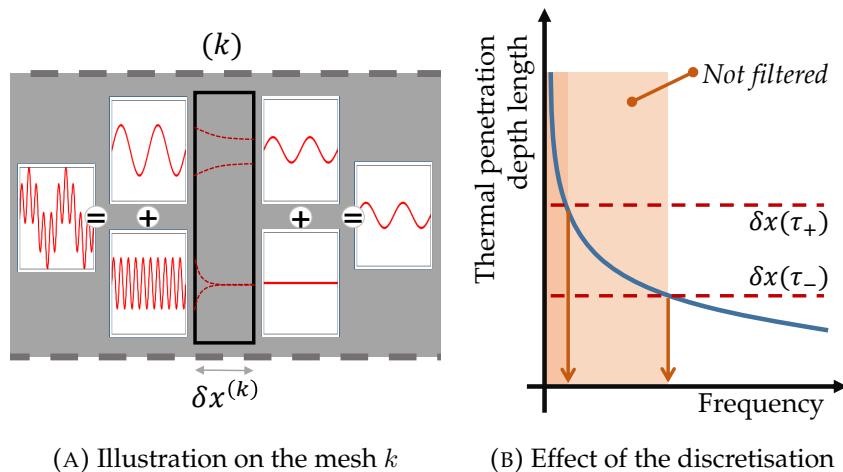 (k)
= + + =
δx^(k)
(A) Illustration on the mesh k
Thermal penetration
depth length
Not filtered
δx(τ₊)
δx(τ₋)
Frequency
(B) Effect of the discretisation